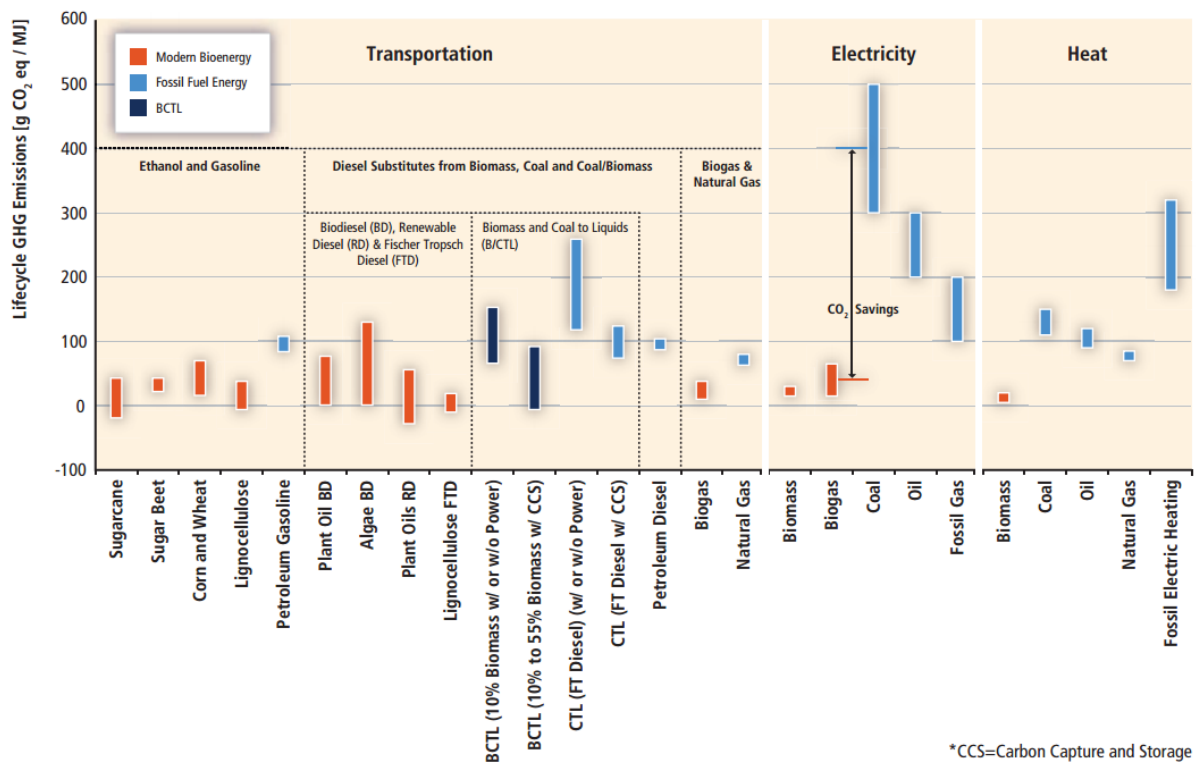 600
500
400
300
200
100
0
-100
Lifecycle GHG Emissions [g CO2 eq / MJ]
Modern Bioenergy
Fossil Fuel Energy
BCTL
Transportation
Electricity
Heat
Ethanol and Gasoline
Diesel Substitutes from Biomass, Coal and Coal/Biomass
Biogas &
Natural Gas
Biodiesel (BD), Renewable
Diesel (RD) & Fischer Tropsch
Diesel (FTD)
Biomass and Coal to Liquids
(B/CTL)
CO2 Savings
Sugarcane
Sugar Beet
Corn and Wheat
Lignocellulose
Petroleum Gasoline
Plant Oil BD
Algae BD
Plant Oils RD
Lignocellulose FTD
BCTL (10% Biomass w/ or w/o Power)
BCTL (10% to 55% Biomass w/ CCS)
CTL (FT Diesel) (w/ or w/o Power)
CTL (FT Diesel w/ CCS)
Petroleum Diesel
Biogas
Natural Gas
Biomass
Biogas
Coal
Oil
Fossil Gas
Biomass
Coal
Oil
Natural Gas
Fossil Electric Heating
*CCS=Carbon Capture and Storage